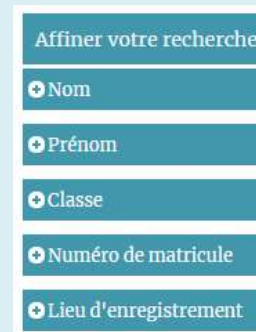 Affiner votre recherche
Nom
Prénom
Classe
Numéro de matricule
Lieu d'enregistrement